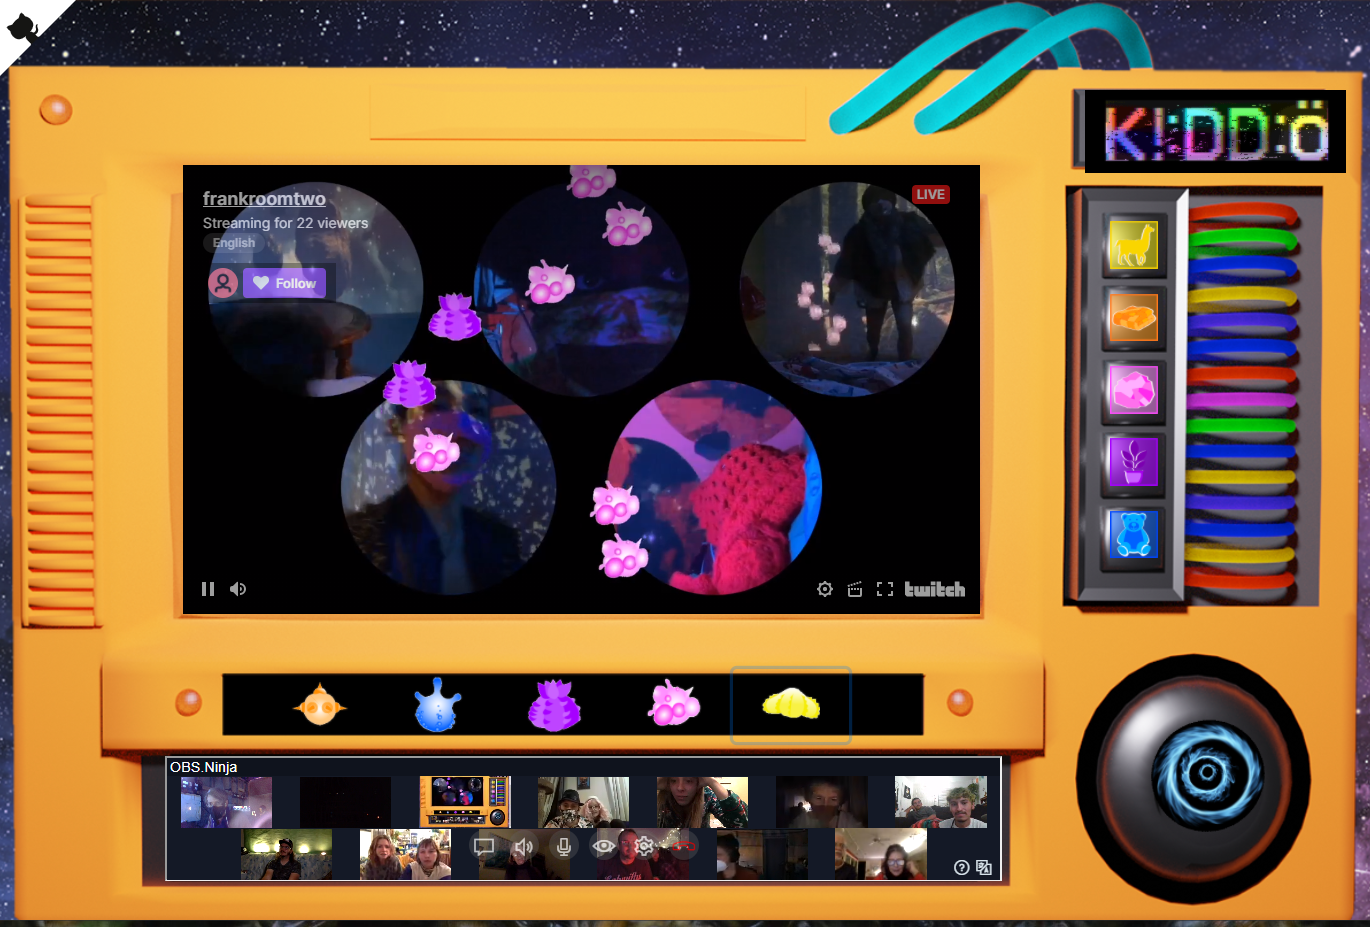 K!:DD:ö
frankroomtwo
LIVE
Streaming for 22 viewers
English
Follow
twitch
OBS.Ninja